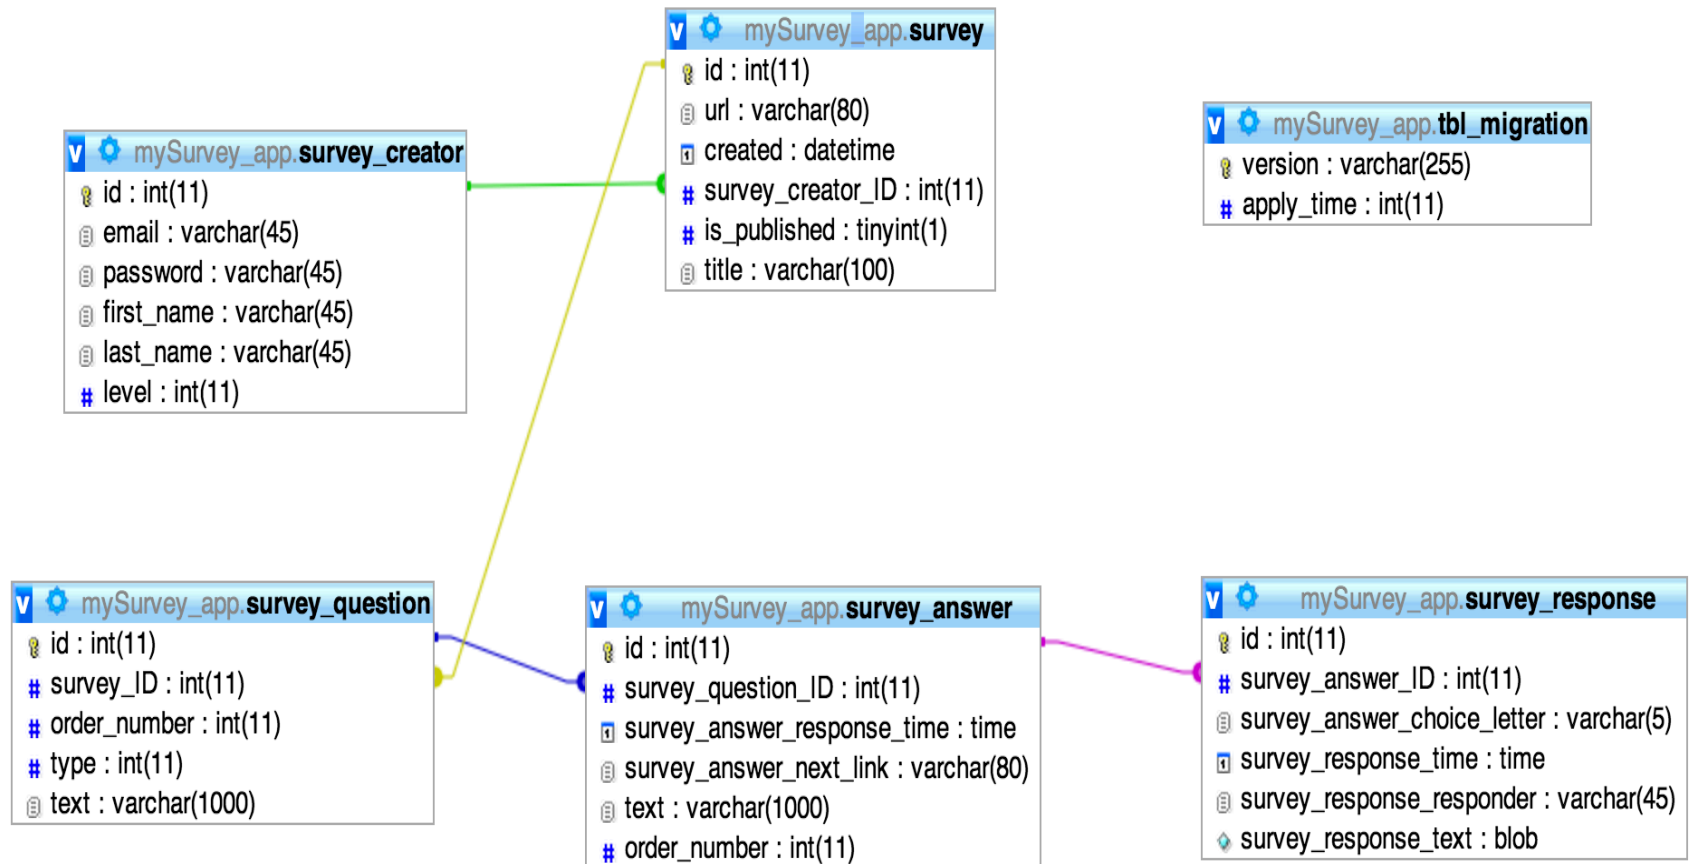 v mySurvey_app.survey
id : int(11)
url : varchar(80)
created : datetime
survey_creator_ID : int(11)
is_published : tinyint(1)
title : varchar(100)
v mySurvey_app.tbl_migration
version : varchar(255)
apply_time : int(11)
v mySurvey_app.survey_creator
id : int(11)
email : varchar(45)
password : varchar(45)
first_name : varchar(45)
last_name : varchar(45)
# level : int(11)
v mySurvey_app.survey_question
id : int(11)
# survey_ID : int(11)
# order_number : int(11)
# type : int(11)
text : varchar(1000)
v mySurvey_app.survey_answer
id : int(11)
# survey_question_ID : int(11)
survey_answer_response_time : time
survey_answer_next_link : varchar(80)
text : varchar(1000)
# order_number : int(11)
v mySurvey_app.survey_response
id : int(11)
# survey_answer_ID : int(11)
survey_answer_choice_letter : varchar(5)
survey_response_time : time
survey_response_responder : varchar(45)
survey_response_text : blob